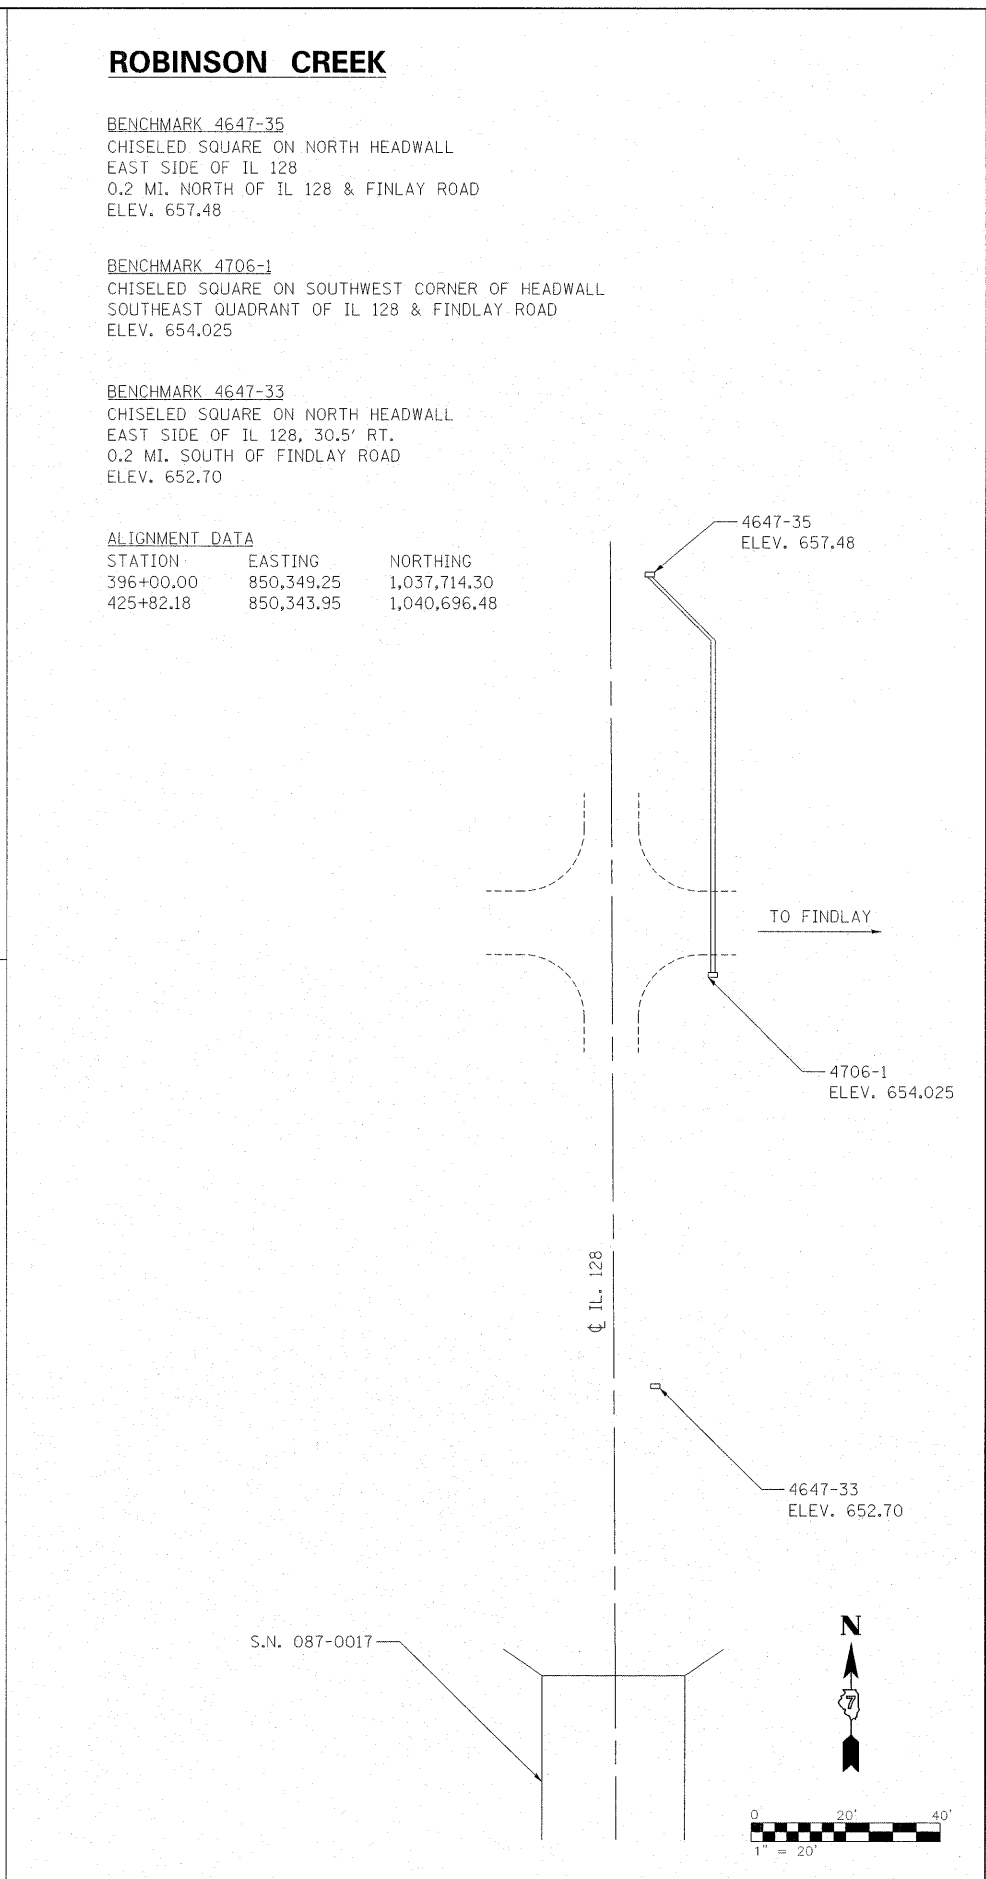 ROBINSON CREEK
BENCHMARK 4647-35
CHISELED SQUARE ON NORTH HEADWALL
EAST SIDE OF IL 128
0.2 MI. NORTH OF IL 128 & FINLAY ROAD
ELEV. 657.48
BENCHMARK 4706-1
CHISELED SQUARE ON SOUTHWEST CORNER OF HEADWALL
SOUTHEAST QUADRANT OF IL 128 & FINDLAY ROAD
ELEV. 654.025
BENCHMARK 4647-33
CHISELED SQUARE ON NORTH HEADWALL
EAST SIDE OF IL 128, 30.5' RT.
0.2 MI. SOUTH OF FINDLAY ROAD
ELEV. 652.70
ALIGNMENT DATA
STATION EASTING NORTHING
396+00.00 850,349.25 1,037,714.30
425+82.18 850,343.95 1,040,696.48
4647-35
ELEV. 657.48
TO FINDLAY
4706-1
ELEV. 654.025
℄ IL. 128
4647-33
ELEV. 652.70
S.N. 087-0017
N
7
0 20' 40'
1" = 20'